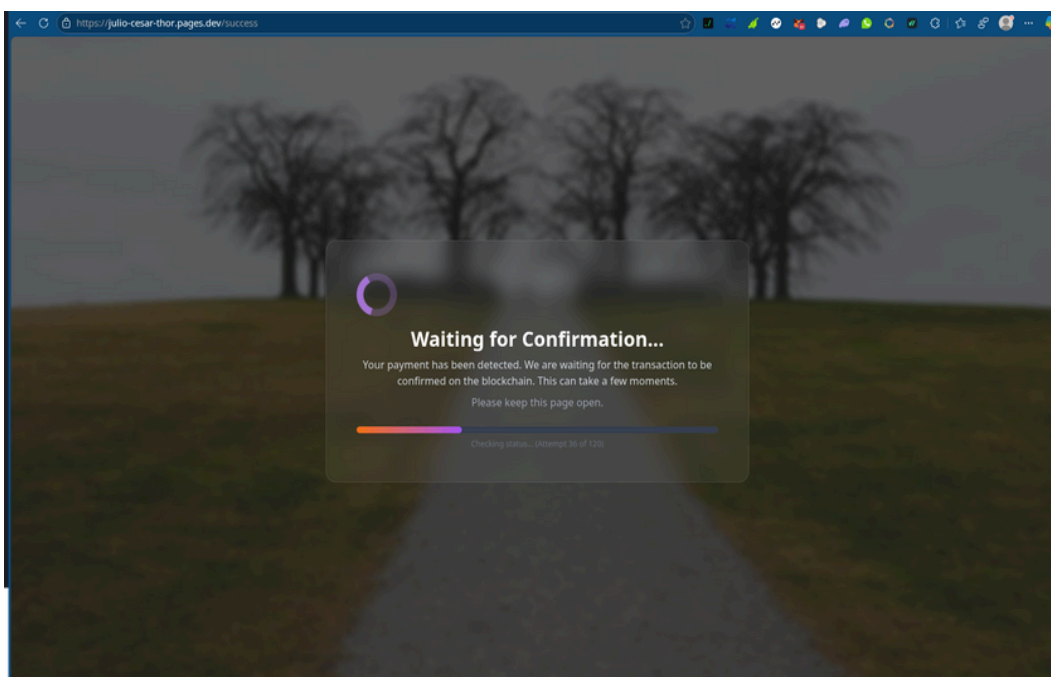 https://julio-cesar-thor.pages.dev/success
Waiting for Confirmation...
Your payment has been detected. We are waiting for the transaction to be
confirmed on the blockchain. This can take a few moments.
Please keep this page open.
Checking status... (Attempt 36 of 120)